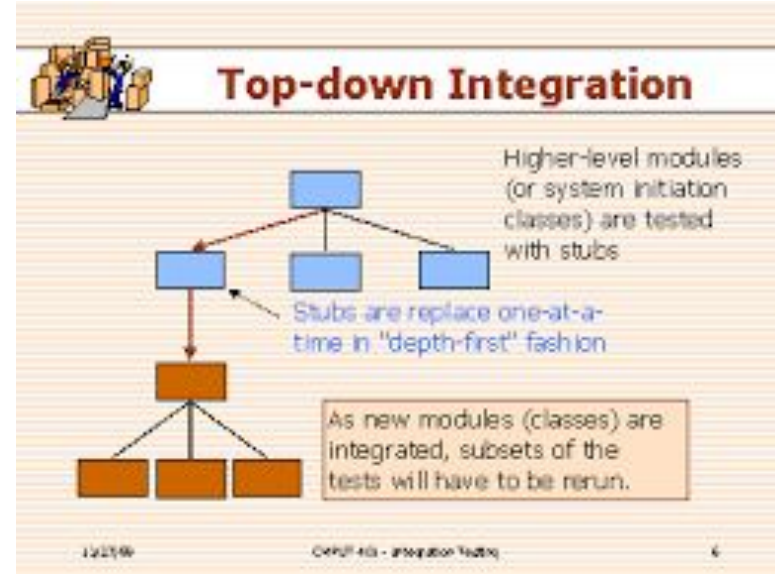 Top-down Integration
Higher-level modules
(or system initiation
classes) are tested
with stubs
Stubs are replace one-at-a-
time in "depth-first" fashion
As new modules (classes) are
integrated, subsets of the
tests will have to be rerun.
- Integration Testing
6